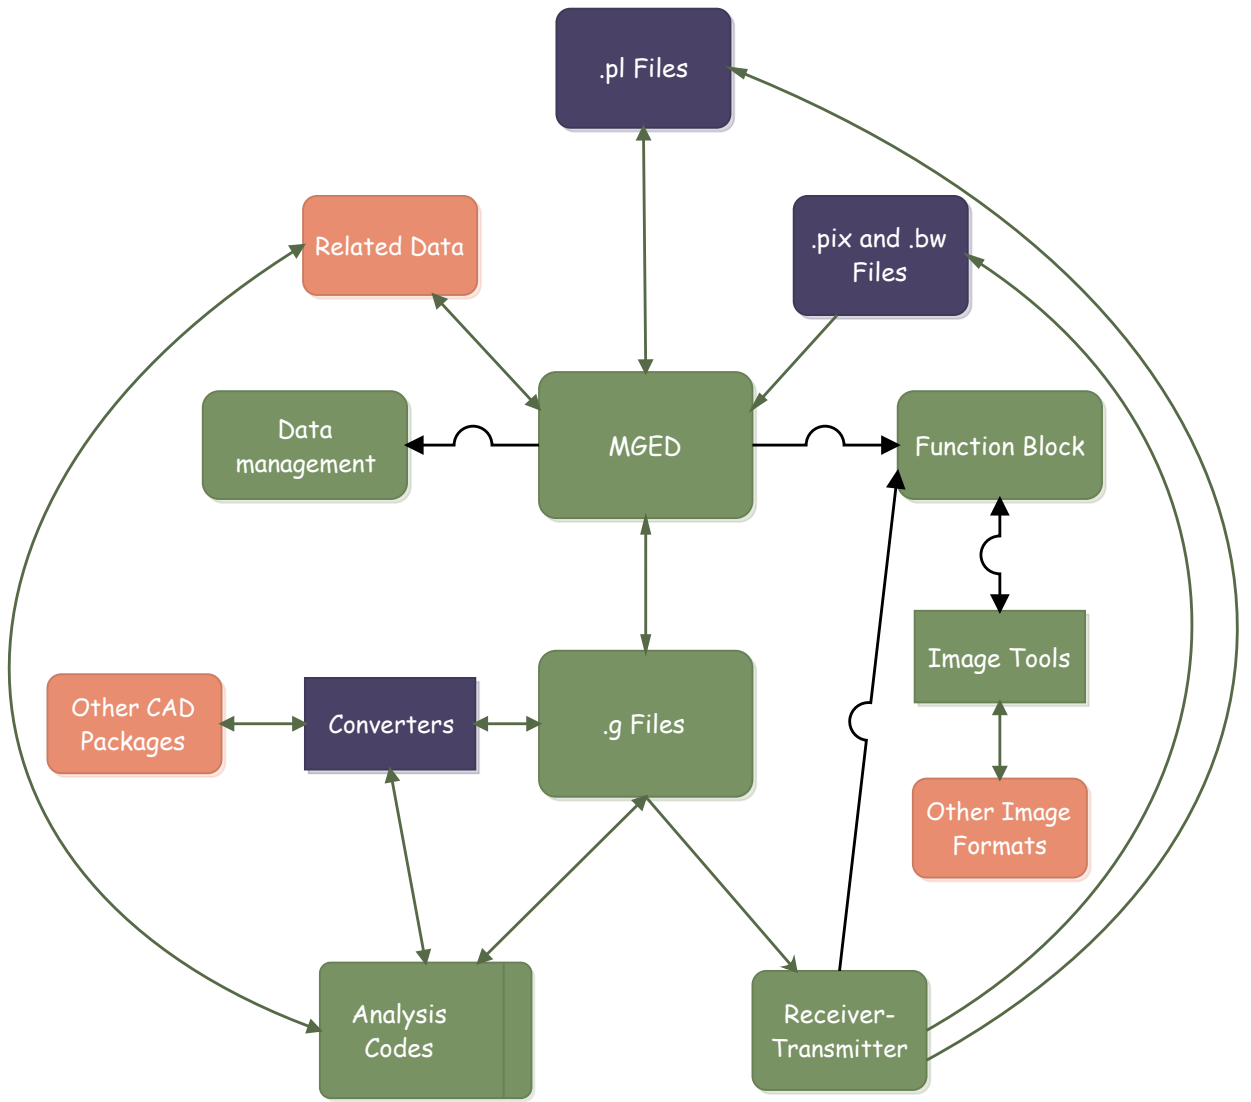 .pl Files
Related Data
.pix and .bw
Files
Data
management
MGED
Function Block
Image Tools
Other CAD
Packages
Converters
.g Files
Other Image
Formats
Analysis
Codes
Receiver-
Transmitter